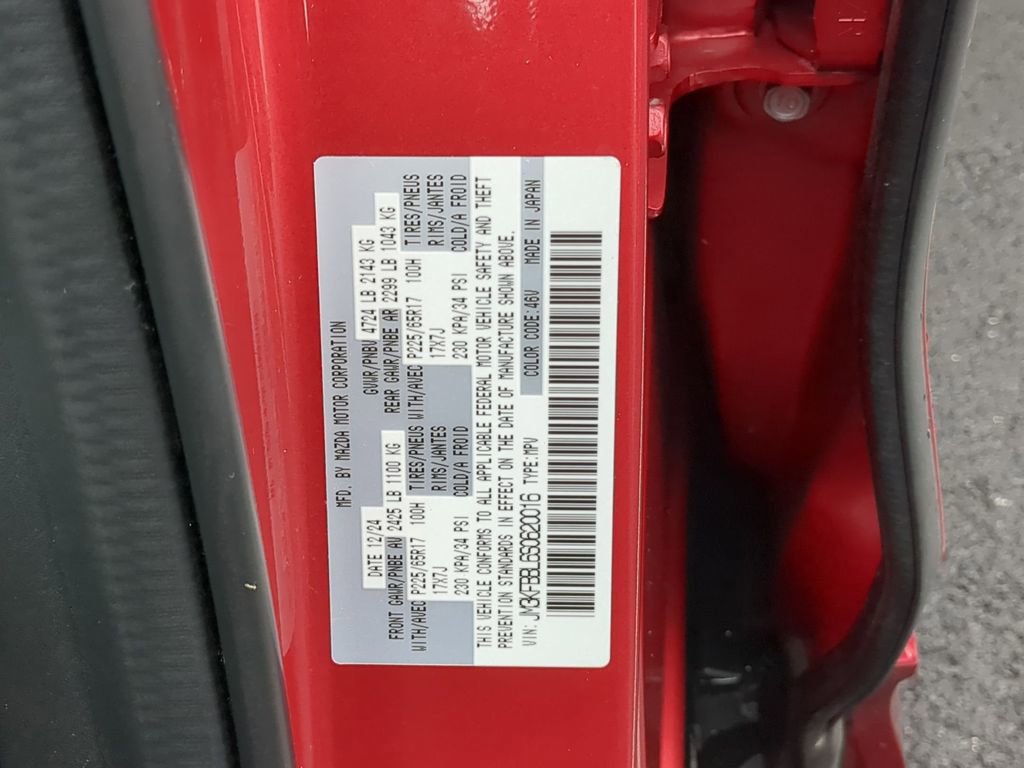 MFD. BY MAZDA MOTOR CORPORATION
DATE 12/24 GVWR/PNBV 4724 LB 2143 KG
FRONT GAWR/PNBE AV 2425 LB 1100 KG REAR GAWR/PNBE AR 2299 LB 1043 KG
WITH/AVEC P225/65R17 100H TIRES/PNEUS WITH/AVEC P225/65R17 100H TIRES/PNEUS
17X7J RIMS/JANTES 17X7J RIMS/JANTES
230 KPA/34 PSI COLD/A FROID 230 KPA/34 PSI COLD/A FROID
THIS VEHICLE CONFORMS TO ALL APPLICABLE FEDERAL MOTOR VEHICLE SAFETY AND THEFT
PREVENTION STANDARDS IN EFFECT ON THE DATE OF MANUFACTURE SHOWN ABOVE.
VIN: JM3KFBBL6S0620016 TYPE:MPV COLOR CODE:46V MADE IN JAPAN